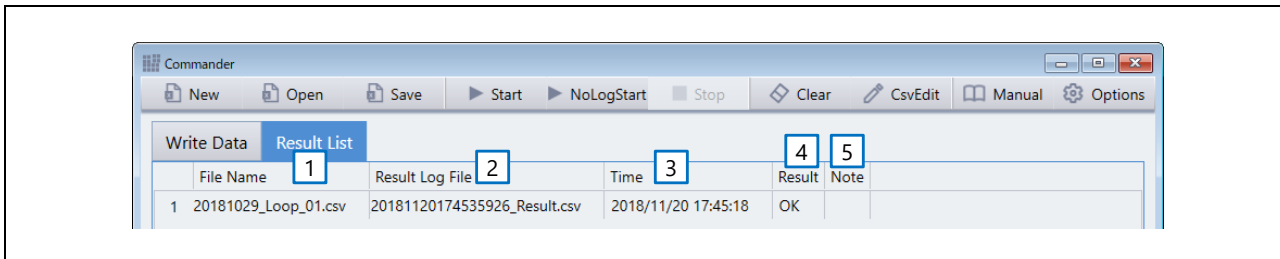 Commander
New Open Save Start NoLogStart Stop Clear CsvEdit Manual Options
Write Data Result List
1 2 3 4 5
File Name Result Log File Time Result Note
1 20181029_Loop_01.csv 20181120174535926_Result.csv 2018/11/20 17:45:18 OK